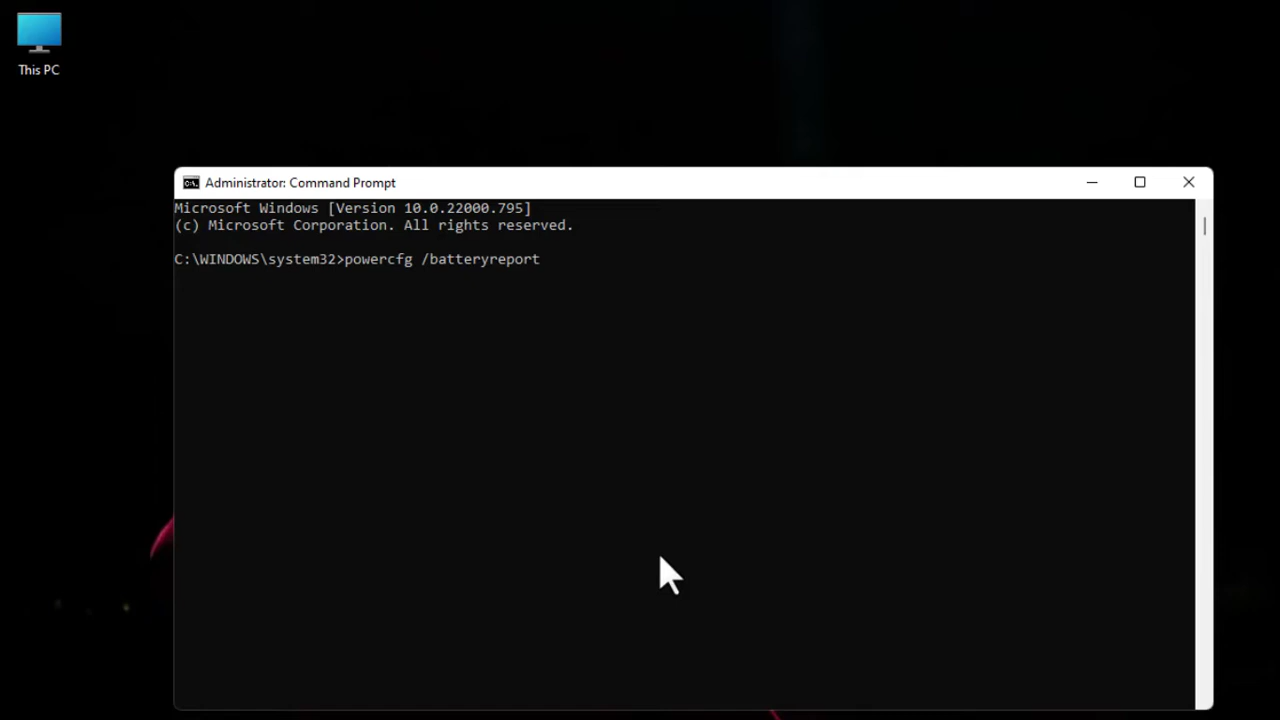 This PC
Administrator: Command Prompt
Microsoft Windows [Version 10.0.22000.795]
(c) Microsoft Corporation. All rights reserved.
C:\WINDOWS\system32>powercfg /batteryreport